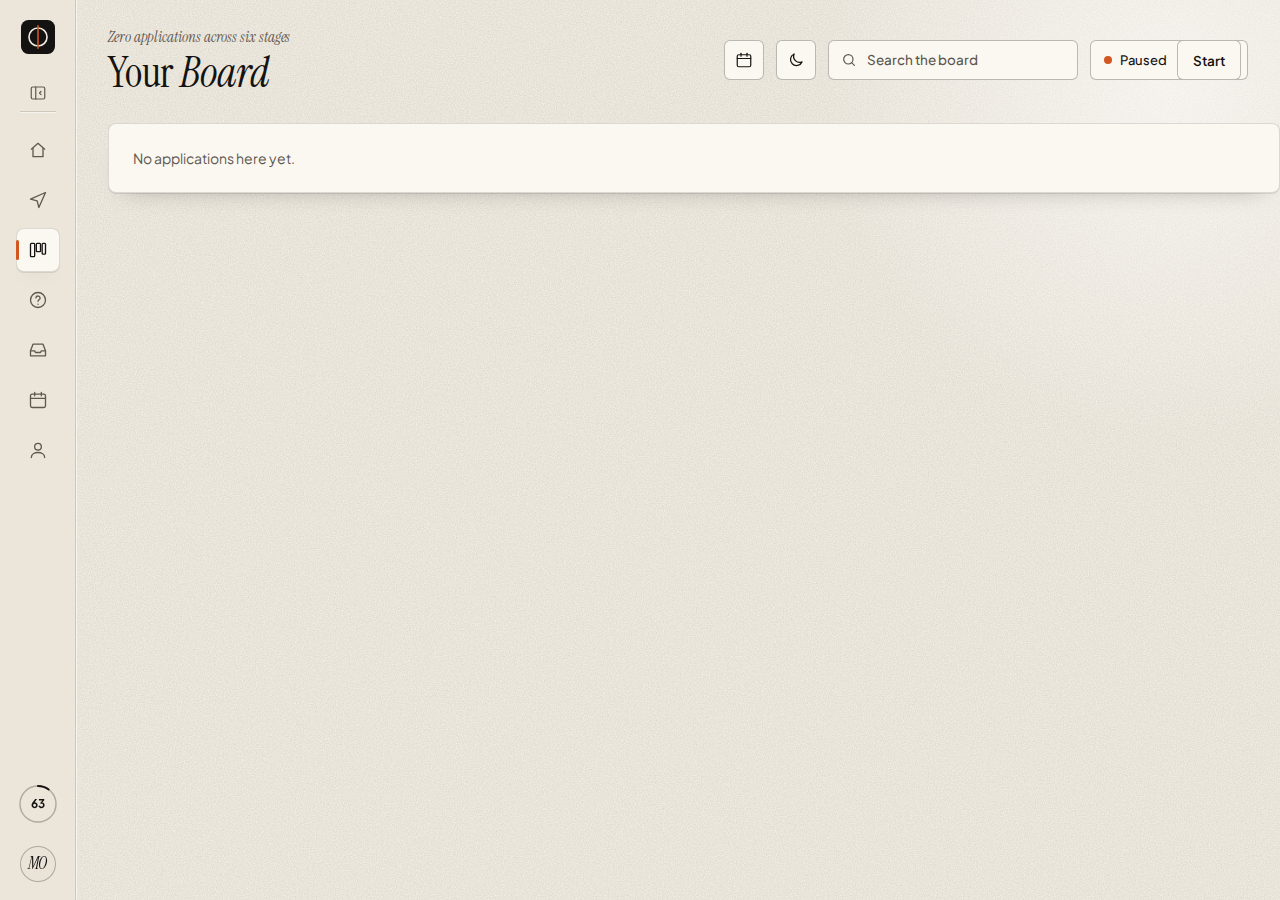 Zero applications across six stages
Your Board
Search the board
Paused
Start
No applications here yet.
63
MO